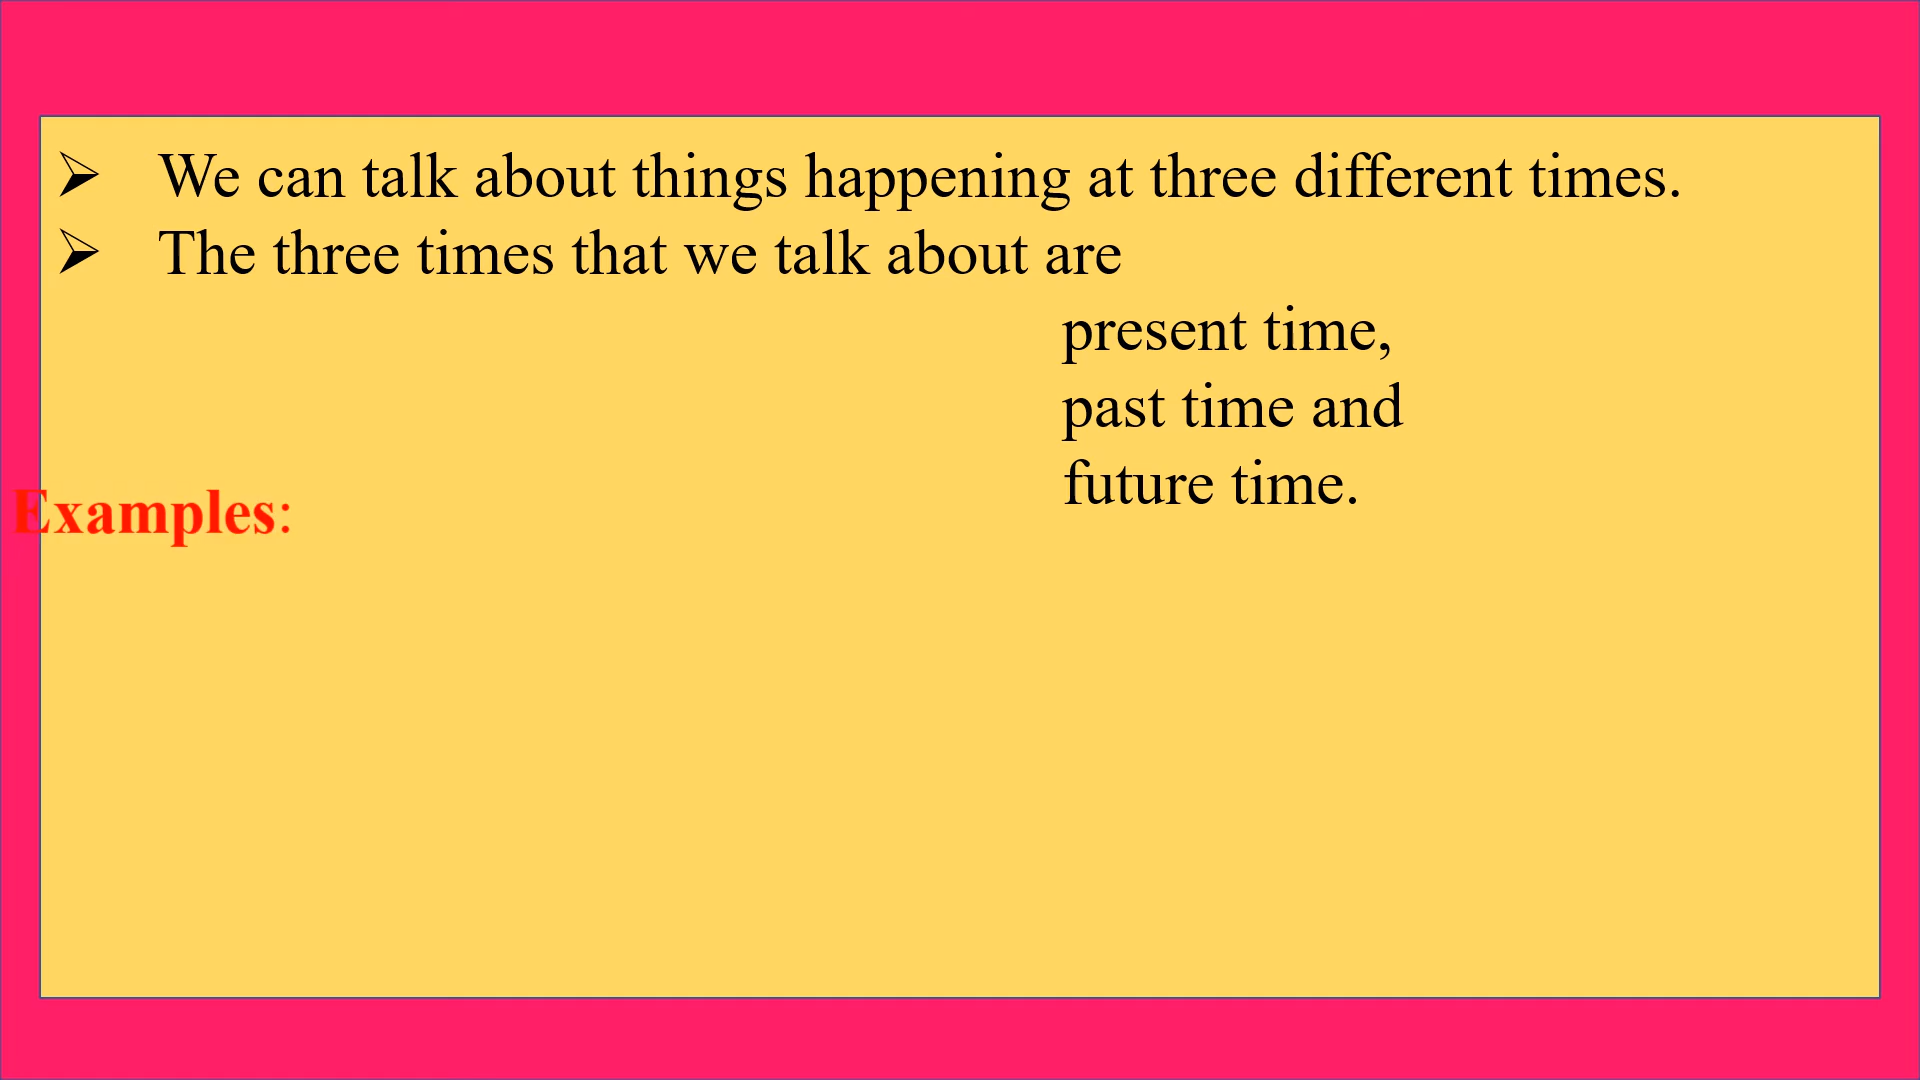 ➢ We can talk about things happening at three different times.
➢ The three times that we talk about are
present time,
past time and
future time.
Examples: